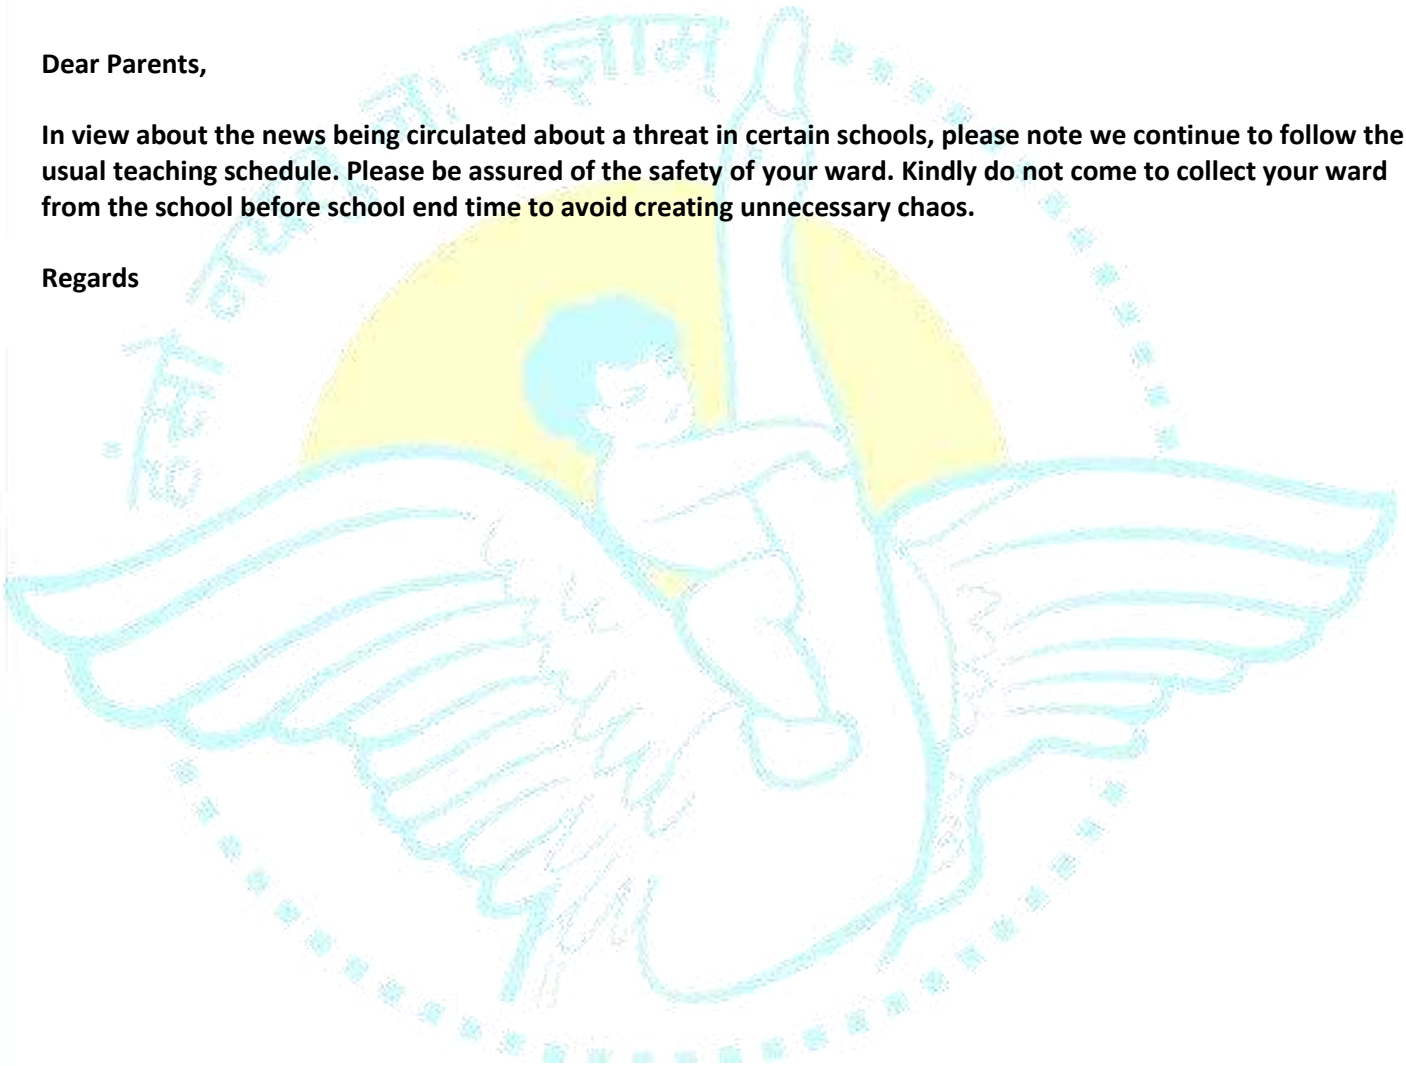 Dear Parents,
In view about the news being circulated about a threat in certain schools, please note we continue to follow the
usual teaching schedule. Please be assured of the safety of your ward. Kindly do not come to collect your ward
from the school before school end time to avoid creating unnecessary chaos.
Regards